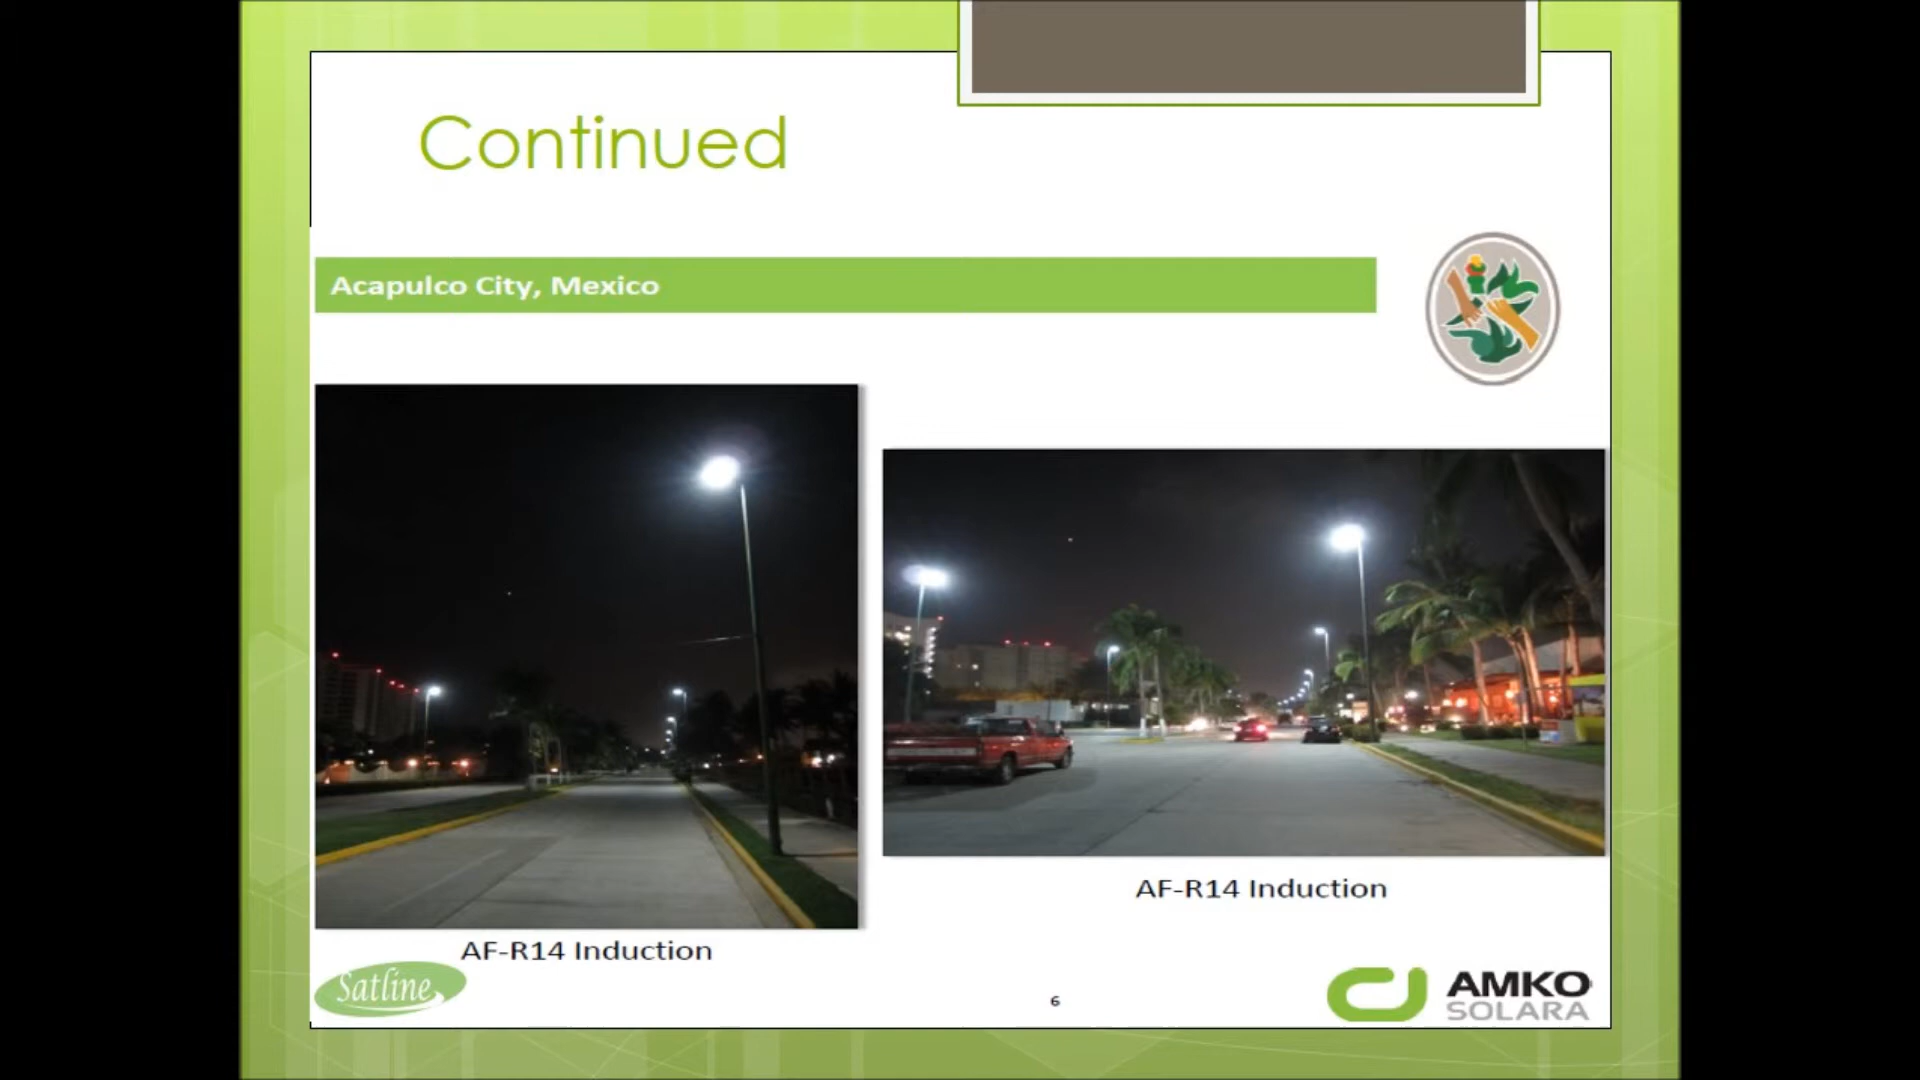 Continued
Acapulco City, Mexico
AF-R14 Induction
AF-R14 Induction
Satline
6
AMKO
SOLARA